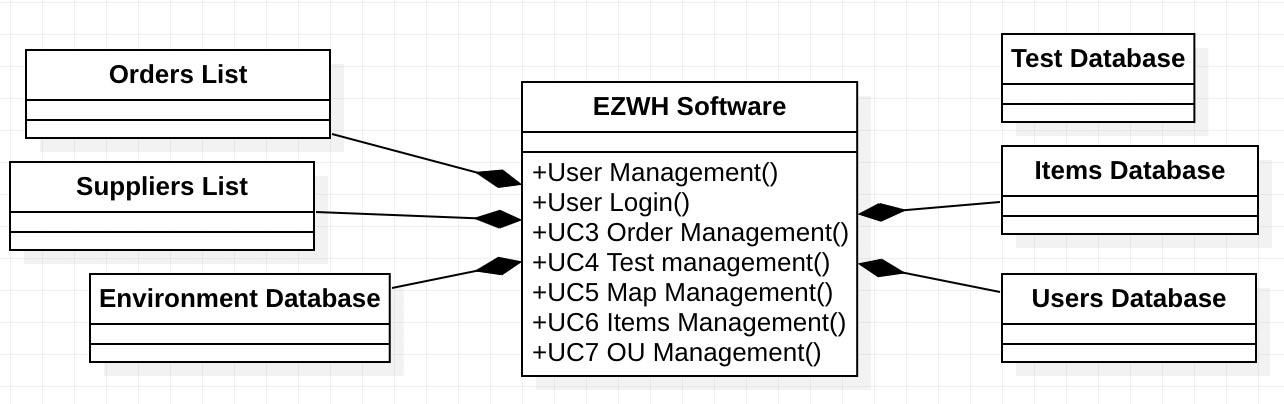 Orders List
Suppliers List
Environment Database
EZWH Software
+User Management()
+User Login()
+UC3 Order Management()
+UC4 Test management()
+UC5 Map Management()
+UC6 Items Management()
+UC7 OU Management()
Test Database
Items Database
Users Database